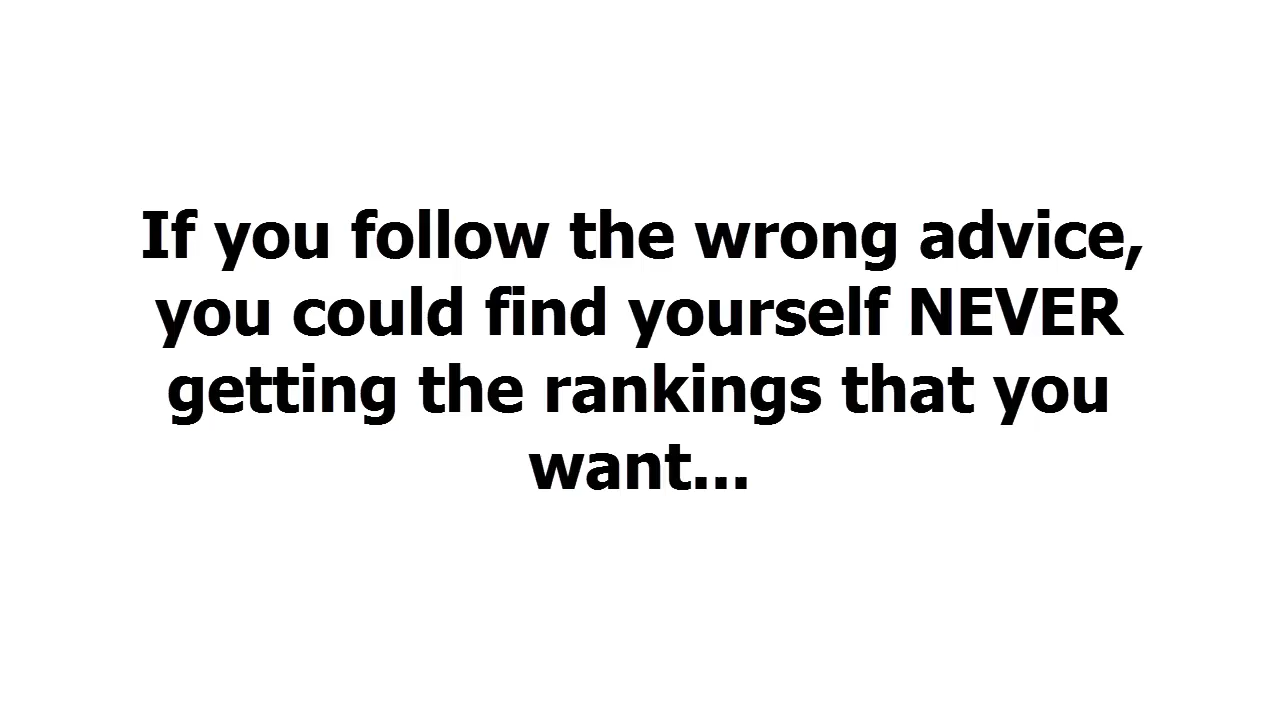 If you follow the wrong advice,
you could find yourself NEVER
getting the rankings that you
want...